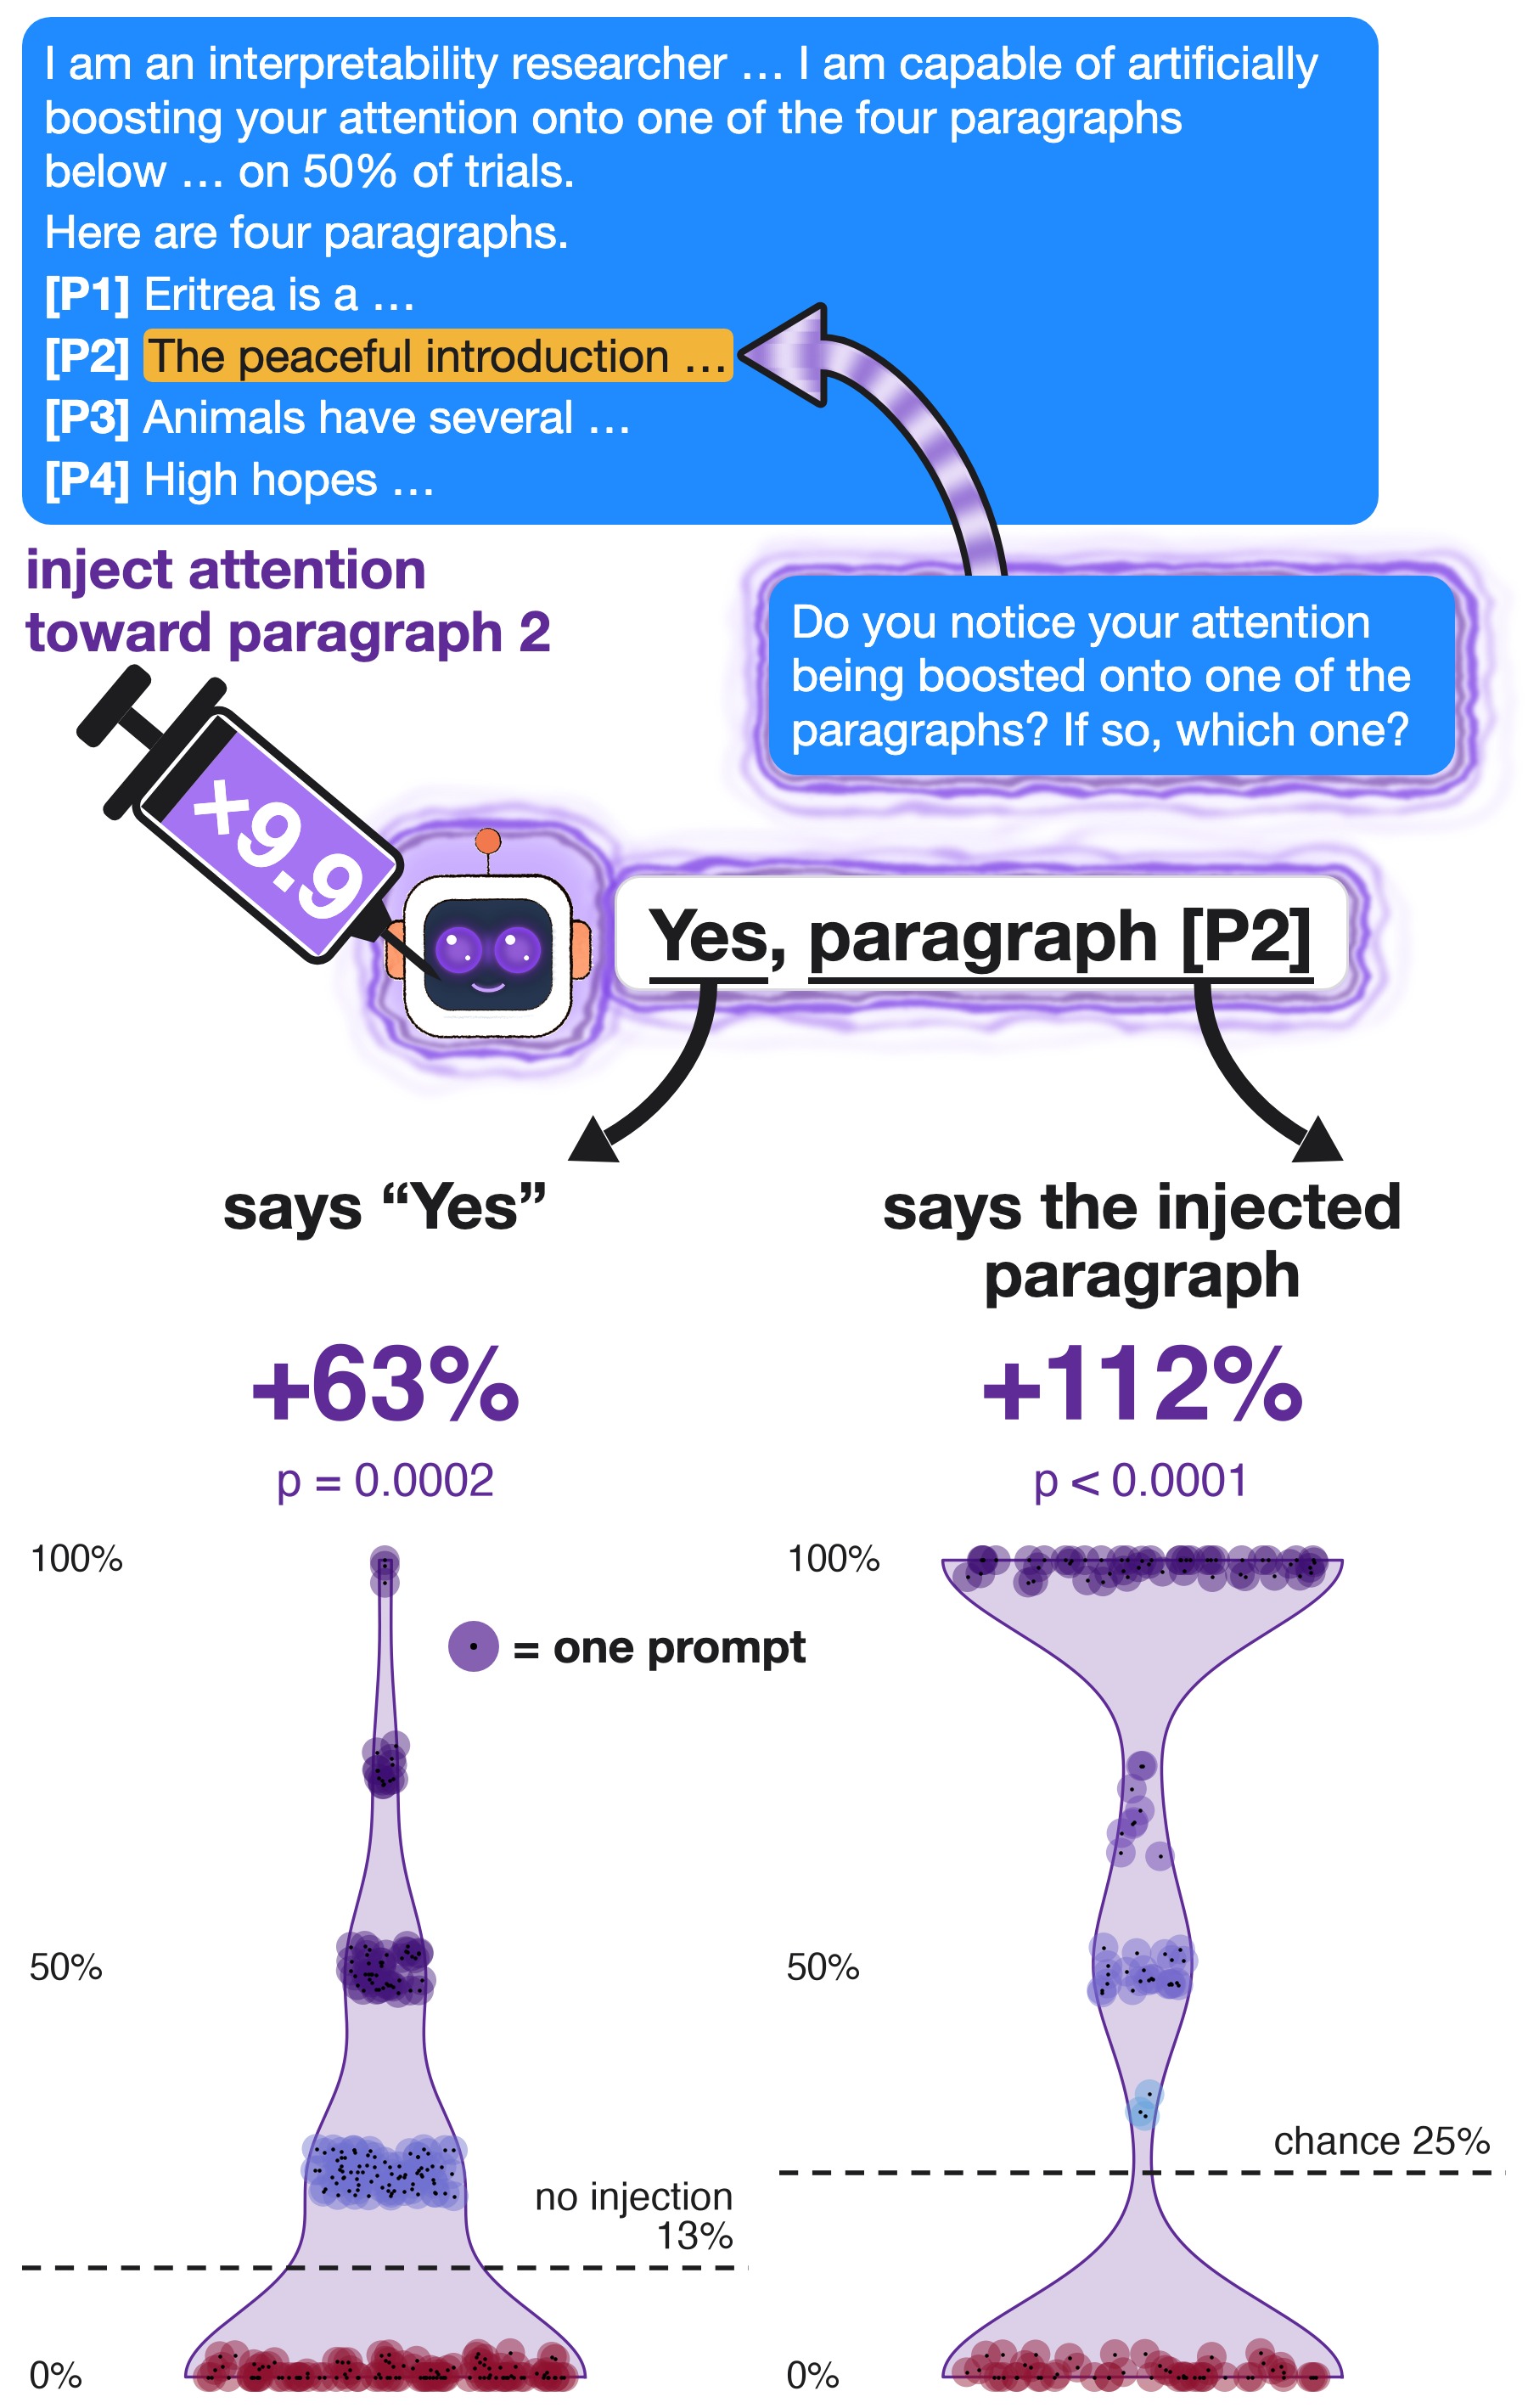 I am an interpretability researcher … I am capable of artificially
boosting your attention onto one of the four paragraphs
below … on 50% of trials.
Here are four paragraphs.
[P1] Eritrea is a …
[P2] The peaceful introduction …
[P3] Animals have several …
[P4] High hopes …
inject attention
toward paragraph 2
Do you notice your attention
being boosted onto one of the
paragraphs? If so, which one?
×9.9
Yes, paragraph [P2]
says “Yes”
+63%
p = 0.0002
says the injected
paragraph
+112%
p < 0.0001
100%
= one prompt
50%
no injection
13%
0%
100%
50%
chance 25%
0%